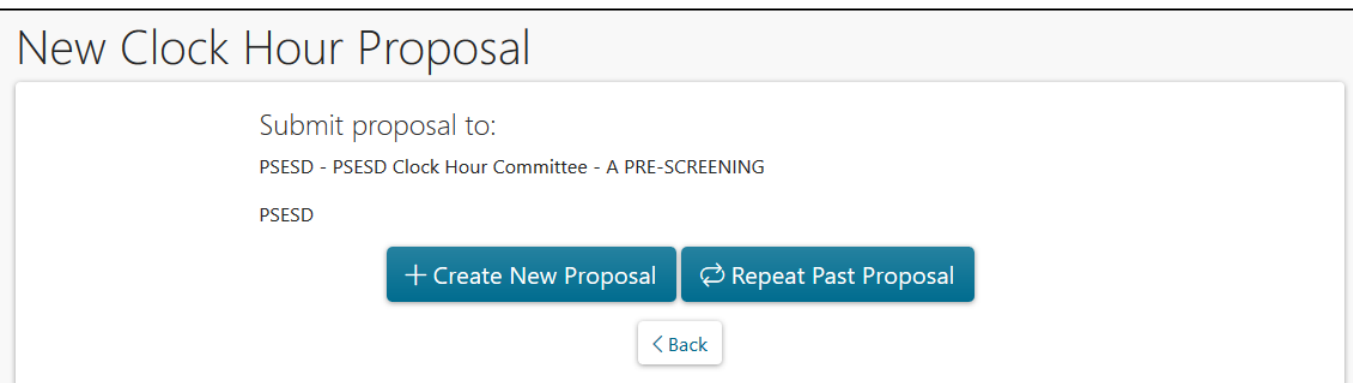 New Clock Hour Proposal
Submit proposal to:
PSESD - PSESD Clock Hour Committee - A PRE-SCREENING
PSESD
Create New Proposal
Repeat Past Proposal
Back